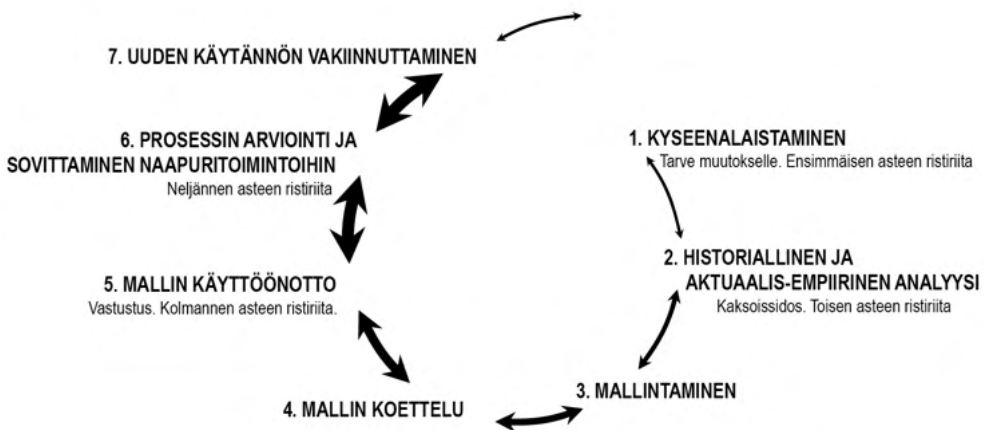 1. KYSEENALAISTAMINEN
Tarve muutokselle. Ensimmäisen asteen ristiriita
2. HISTORIALLINEN JA
AKTUAALIS-EMPIIRINEN ANALYYSI
Kaksoissidos. Toisen asteen ristiriita
3. MALLINTAMINEN
4. MALLIN KOETTELU
5. MALLIN KÄYTTÖÖNOTTO
Vastustus. Kolmannen asteen ristiriita.
6. PROSESSIN ARVIOINTI JA
SOVITTAMINEN NAAPURITOIMINTOIHIN
Neljännen asteen ristiriita
7. UUDEN KÄYTÄNNÖN VAKIINNUTTAMINEN